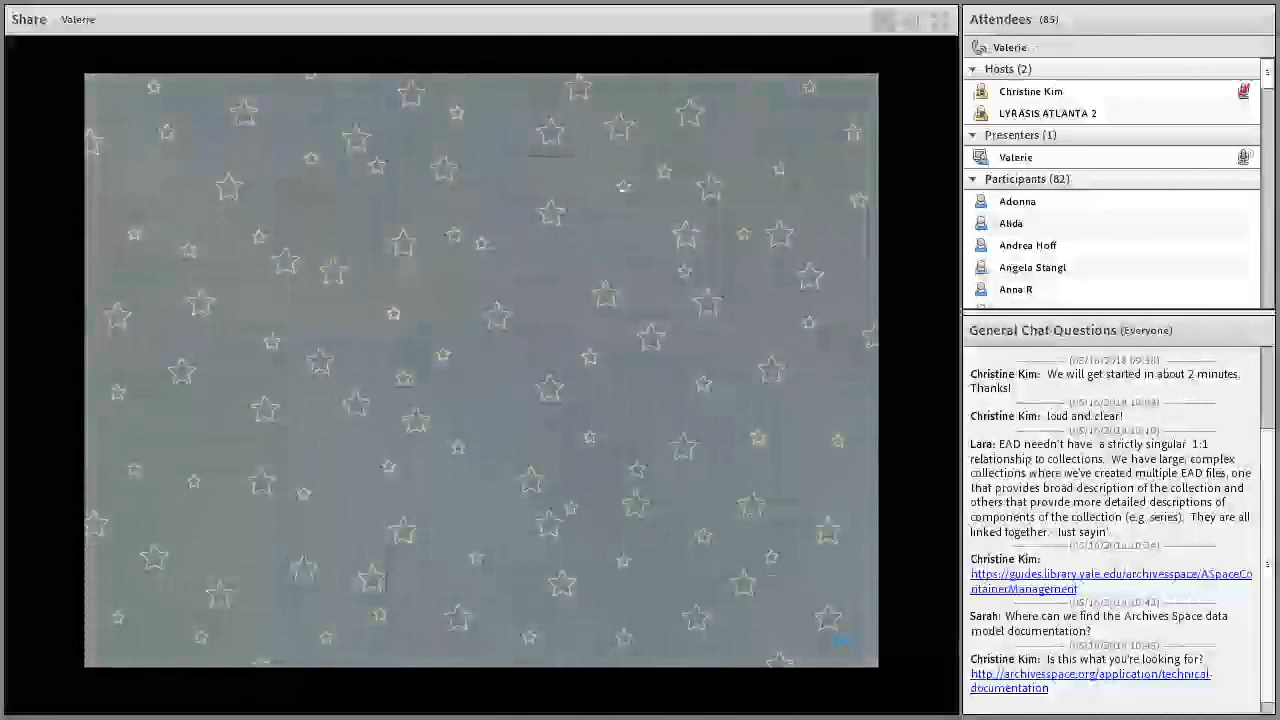 Share Valerie
Attendees (85)
Valerie
Hosts (2)
Christine Kim
LYRASIS ATLANTA 2
Presenters (1)
Valerie
Participants (82)
Adonna
Alida
Andrea Hoff
Angela Stangl
Anna R
General Chat Questions (Everyone)
Christine Kim: We will get started in about 2 minutes.
Thanks!
Christine Kim: loud and clear!
Lara: EAD needn't have a strictly singular 1:1
relationship to collections. We have large, complex
collections where we've created multiple EAD files, one
that provides broad description of the collection and
others that provide more detailed descriptions of
components of the collection (e.g. series). They are all
linked together. Just sayin'
Christine Kim:
https://guides.library.yale.edu/archivesspace/ASpaceCo
ntainerManagement
Sarah: Where can we find the Archives Space data
model documentation?
Christine Kim: Is this what you're looking for?
http://archivesspace.org/application/technical-
documentation